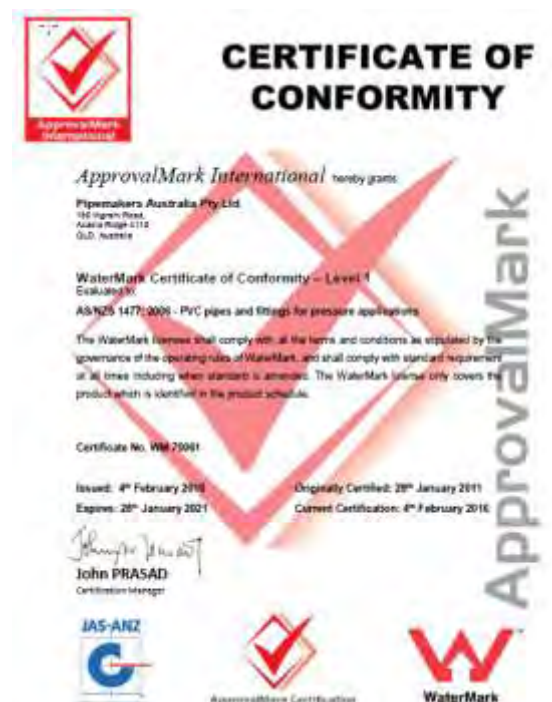 ApprovalMark
International
CERTIFICATE OF
CONFORMITY
ApprovalMark International hereby grants
Pipemakers Australia Pty Ltd
Acacia Ridge 4110
QLD, Australia
WaterMark Certificate of Conformity – Level 1
Evaluated to:
AS/NZS 1477: 2006 - PVC pipes and fittings for pressure applications
The WaterMark licensee shall comply with all the terms and conditions as stipulated by the
governance of the operating rules of WaterMark, and shall comply with standard requirement
at all times including when standard is amended. The WaterMark license only covers the
product which is identified in the product schedule.
Certificate No. WM
Issued: 4th February 2016
Originally Certified: 28th January 2011
Expires: 28th January 2021
Current Certification: 4th February 2016
John PRASAD
Certification Manager
ApprovalMark
JAS-ANZ
ApprovalMark Certification
WaterMark